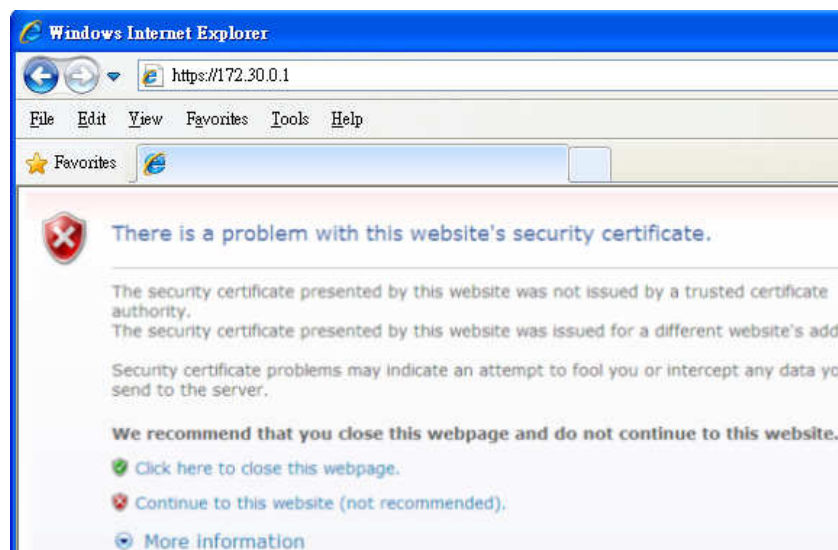 Windows Internet Explorer
https://172.30.0.1
File Edit View Favorites Tools Help
Favorites
There is a problem with this website's security certificate.
The security certificate presented by this website was not issued by a trusted certificate
authority.
The security certificate presented by this website was issued for a different website's add
Security certificate problems may indicate an attempt to fool you or intercept any data yo
send to the server.
We recommend that you close this webpage and do not continue to this website.
Click here to close this webpage.
Continue to this website (not recommended).
More information